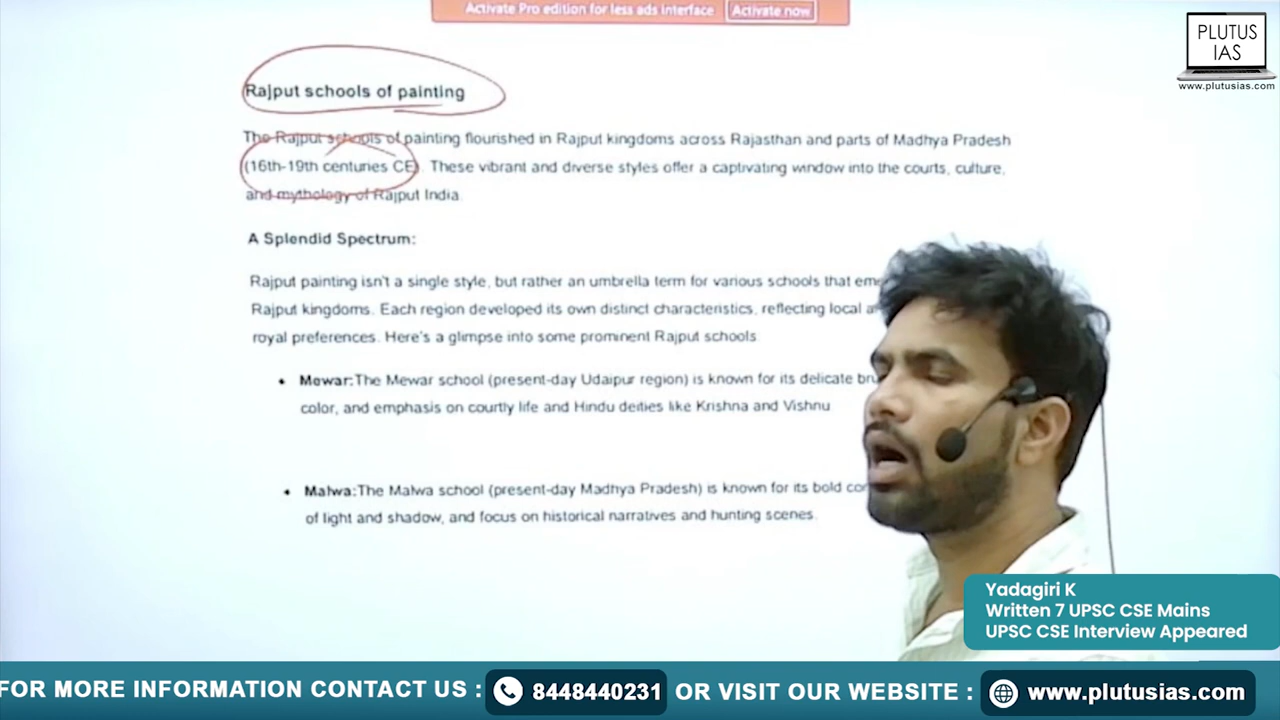 Activate Pro edition for less ads interface Activate now
PLUTUS
IAS
www.plutusias.com
Rajput schools of painting
The Rajput schools of painting flourished in Rajput kingdoms across Rajasthan and parts of Madhya Pradesh
(16th-19th centuries CE). These vibrant and diverse styles offer a captivating window into the courts, culture,
and mythology of Rajput India.
A Splendid Spectrum:
Rajput painting isn't a single style, but rather an umbrella term for various schools that
Rajput kingdoms. Each region developed its own distinct characteristics, reflecting local
royal preferences. Here's a glimpse into some prominent Rajput schools
• Mewar:The Mewar school (present-day Udaipur region) is known for its delicate
color, and emphasis on courtly life and Hindu deities like Krishna and Vishnu.
• Malwa:The Malwa school (present-day Madhya Pradesh) is known for its bold
of light and shadow, and focus on historical narratives and hunting scenes.
Yadagiri K
Written 7 UPSC CSE Mains
UPSC CSE Interview Appeared
FOR MORE INFORMATION CONTACT US : 8448440231 OR VISIT OUR WEBSITE : www.plutusias.com